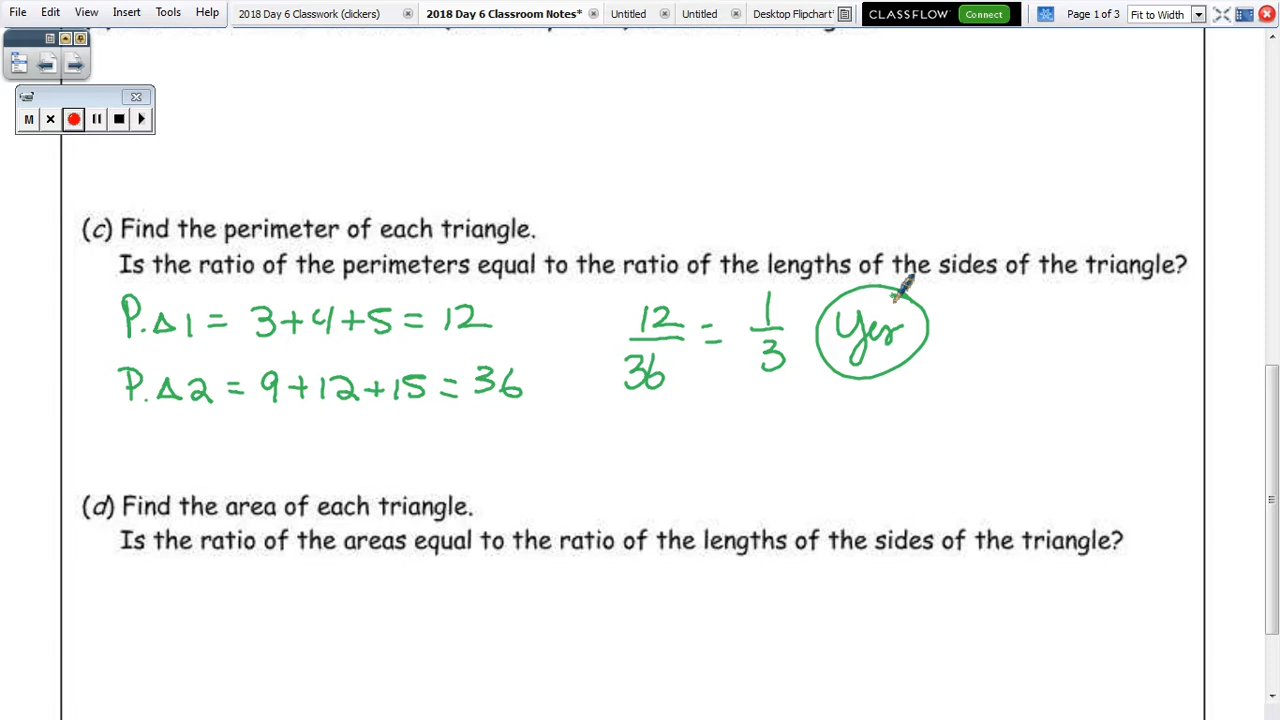 File Edit View Insert Tools Help 2018 Day 6 Classwork (clickers) 2018 Day 6 Classroom Notes* Untitled Untitled Desktop Flipchart CLASSFLOW Connect Page 1 of 3 Fit to Width
M
(c) Find the perimeter of each triangle.
Is the ratio of the perimeters equal to the ratio of the lengths of the sides of the triangle?
P.Δ1 = 3+4+5 = 12
12/36 = 1/3 Yes
P.Δ2 = 9+12+15 = 36
(d) Find the area of each triangle.
Is the ratio of the areas equal to the ratio of the lengths of the sides of the triangle?